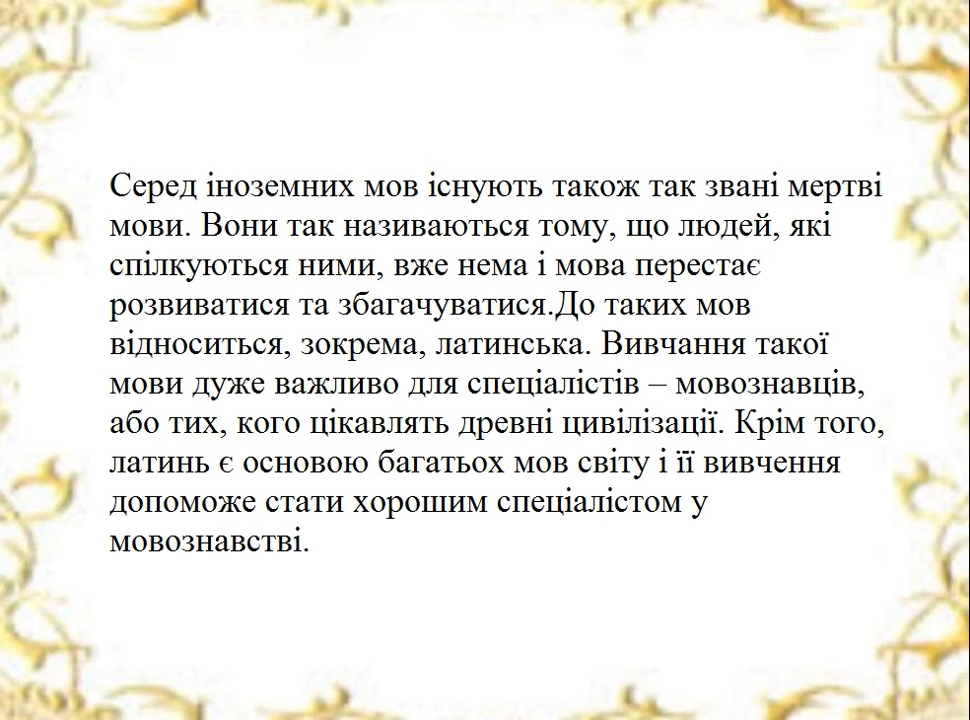 Серед іноземних мов існують також так звані мертві
мови. Вони так називаються тому, що людей, які
спілкуються ними, вже нема і мова перестає
розвиватися та збагачуватися.До таких мов
відноситься, зокрема, латинська. Вивчання такої
мови дуже важливо для спеціалістів – мовознавців,
або тих, кого цікавлять древні цивілізації. Крім того,
латинь є основою багатьох мов світу і її вивчення
допоможе стати хорошим спеціалістом у
мовознавстві.